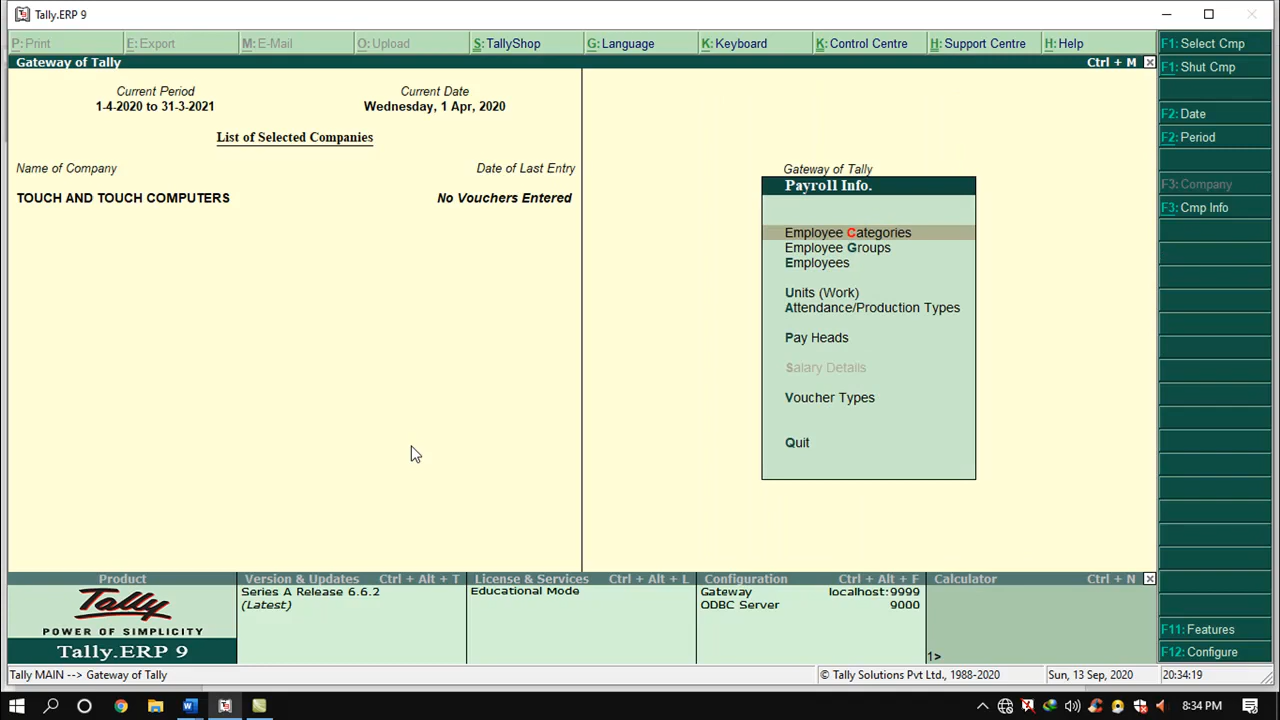 Tally.ERP 9
P: Print
E: Export
M: E-Mail
O: Upload
S: TallyShop
G: Language
K: Keyboard
K: Control Centre
H: Support Centre
H: Help
F1: Select Cmp
Gateway of Tally
Ctrl + M
F1: Shut Cmp
Current Period
1-4-2020 to 31-3-2021
Current Date
Wednesday, 1 Apr, 2020
List of Selected Companies
Name of Company
Date of Last Entry
TOUCH AND TOUCH COMPUTERS
No Vouchers Entered
Gateway of Tally
Payroll Info.
Employee Categories
Employee Groups
Employees
Units (Work)
Attendance/Production Types
Pay Heads
Salary Details
Voucher Types
Quit
F2: Date
F2: Period
F3: Company
F3: Cmp Info
F11: Features
F12: Configure
Product
Tally
POWER OF SIMPLICITY
Tally.ERP 9
Version & Updates Ctrl + Alt + T
Series A Release 6.6.2
(Latest)
License & Services Ctrl + Alt + L
Educational Mode
Configuration Ctrl + Alt + F
Gateway localhost:9999
ODBC Server 9000
Calculator Ctrl + N
1>
Tally MAIN --> Gateway of Tally
© Tally Solutions Pvt Ltd., 1988-2020
Sun, 13 Sep, 2020
20:34:19
8:34 PM